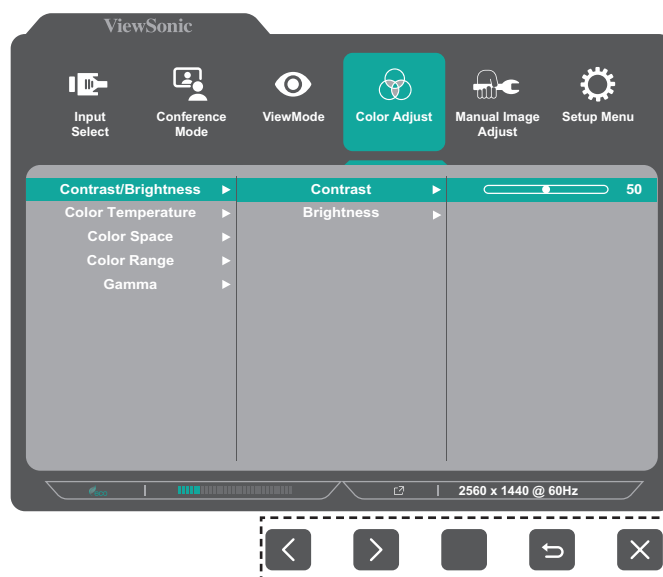 ViewSonic
Input Select
Conference Mode
ViewMode
Color Adjust
Manual Image Adjust
Setup Menu
Contrast/Brightness
Contrast
50
Color Temperature
Brightness
Color Space
Color Range
Gamma
eco
2560 x 1440 @ 60Hz